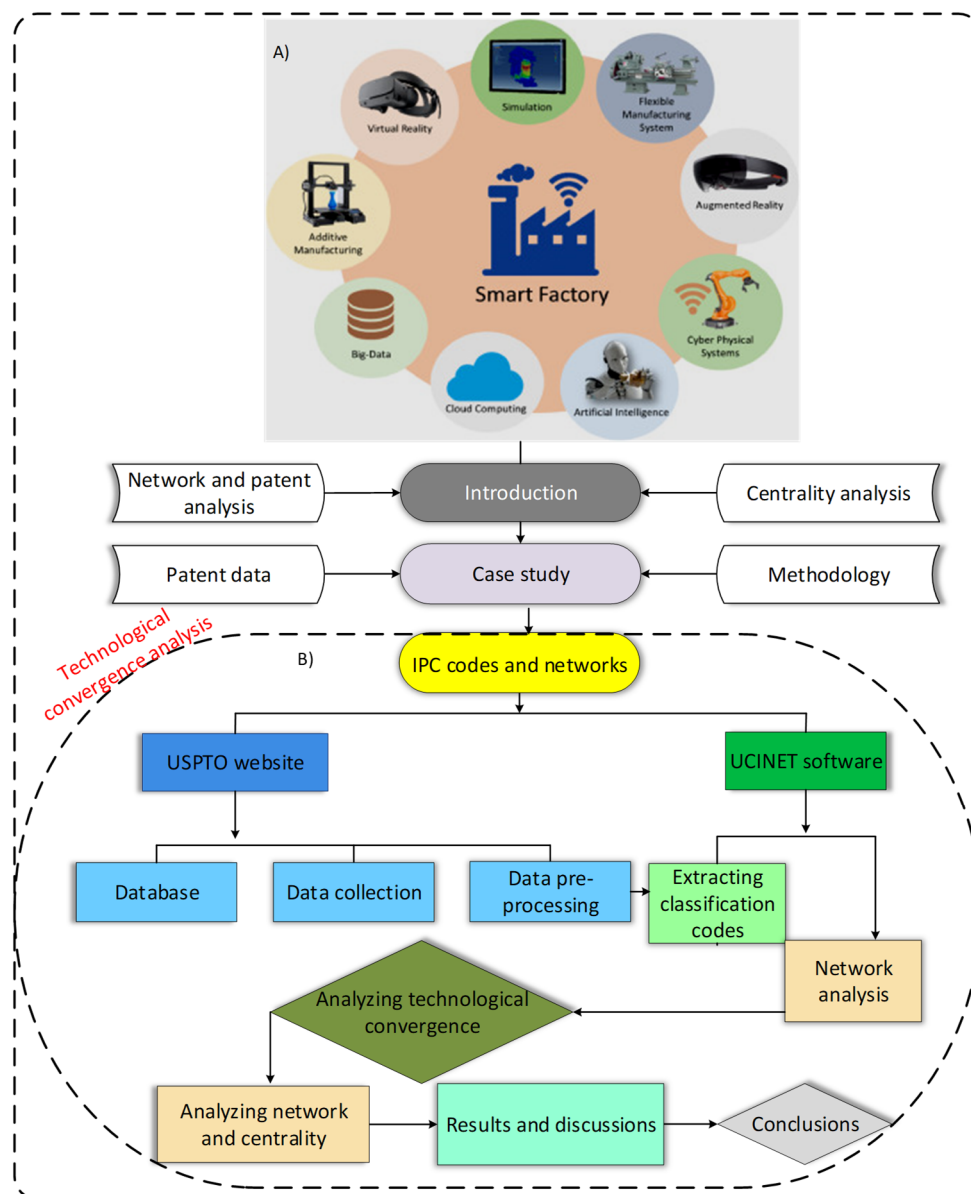 A)
Simulation
Flexible
Manufacturing
System
Virtual Reality
Augmented Reality
Additive
Manufacturing
Smart Factory
Big-Data
Cyber Physical
Systems
Cloud Computing
Artificial Intelligence
Network and patent
analysis
Introduction
Centrality analysis
Patent data
Case study
Methodology
Technological
convergence analysis
B)
IPC codes and networks
USPTO website
UCINET software
Database
Data collection
Data pre-
processing
Extracting
classification
codes
Network
analysis
Analyzing technological
convergence
Analyzing network
and centrality
Results and discussions
Conclusions